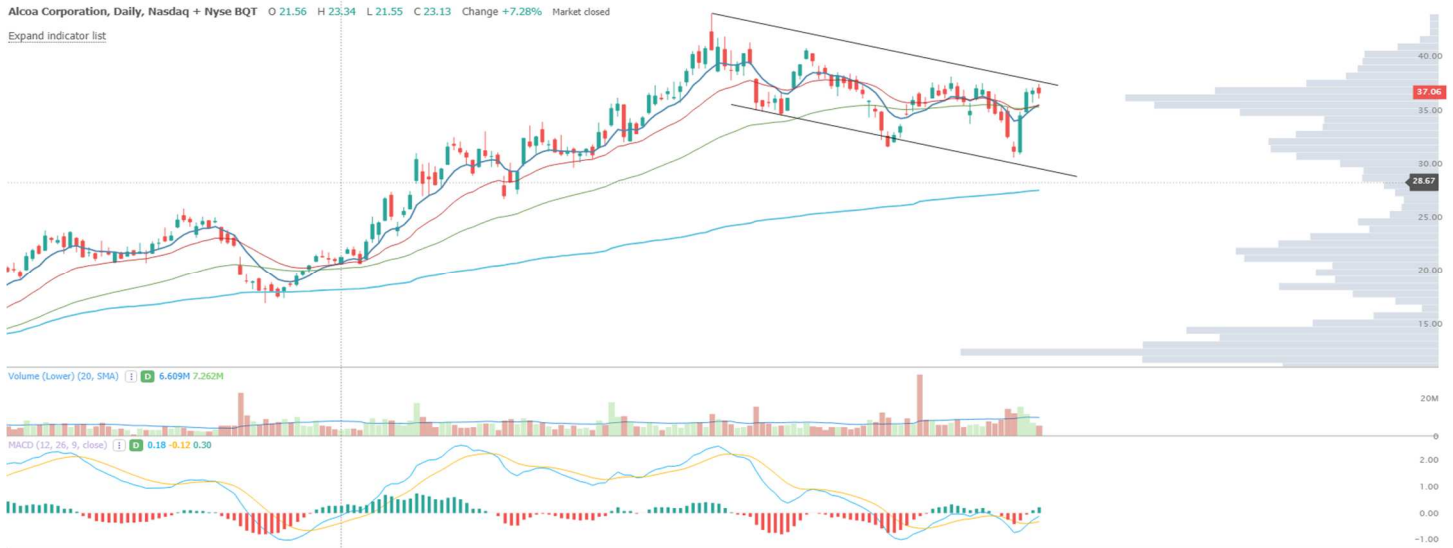 Alcoa Corporation, Daily, Nasdaq + Nyse BQT O 21.56 H 23.34 L 21.55 C 23.13 Change +7.28% Market closed
Expand indicator list
40.00
37.06
35.00
30.00
28.67
25.00
20.00
15.00
Volume (Lower) (20, SMA) D 6.609M 7.262M
20M
0
MACD (12, 26, 9, close) D 0.18 -0.12 0.30
2.00
1.00
0.00
-1.00